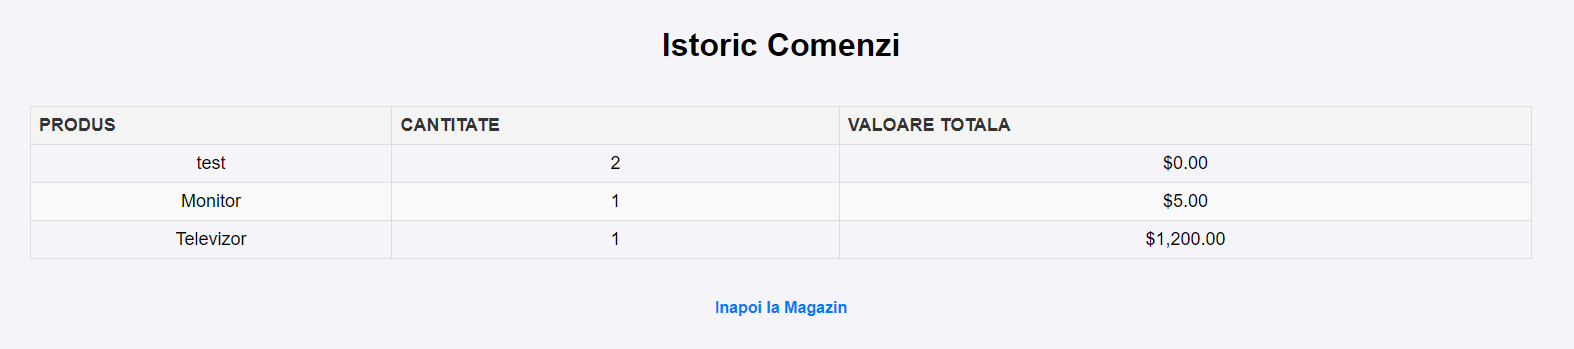 Istoric Comenzi
PRODUS CANTITATE VALOARE TOTALA
test 2 $0.00
Monitor 1 $5.00
Televizor 1 $1,200.00
Inapoi la Magazin